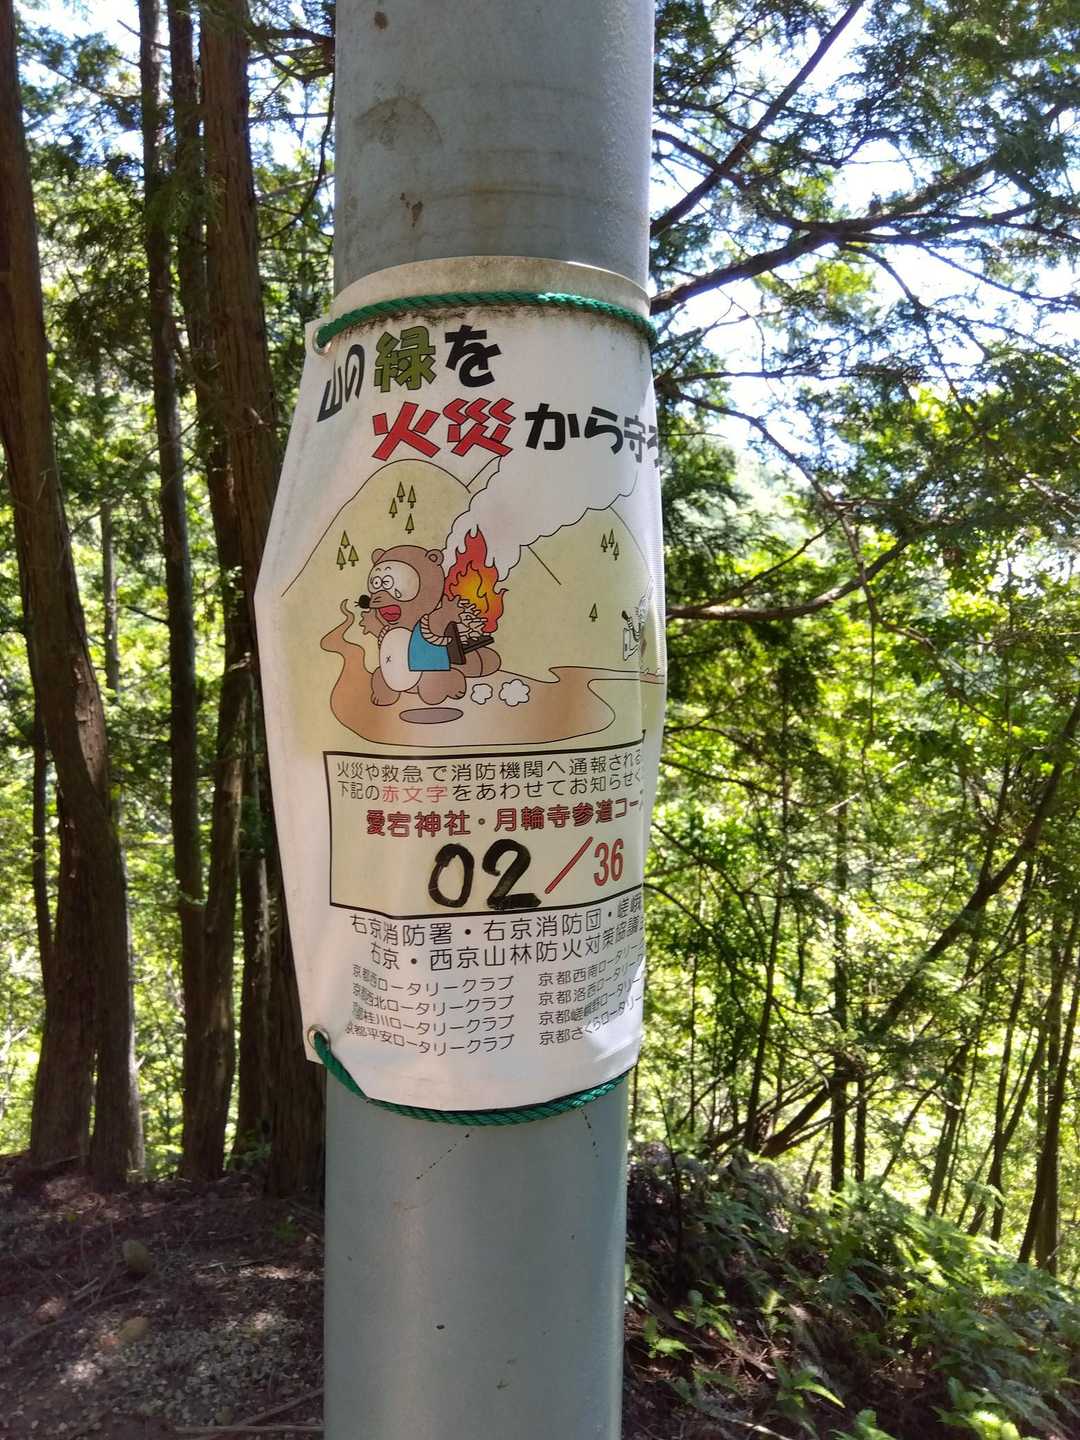 山の緑を
火災から守ろ
火災や救急で消防機関へ通報される
下記の赤文字をあわせてお知らせく
愛宕神社・月輪寺参道コー
02/36
右京消防署・右京消防団・嵯峨
右京・西京山林防火対策協議
京都西ロータリークラブ 京都西南ロータリー
京都西北ロータリークラブ 京都洛西ロータリー
京都桂川ロータリークラブ 京都嵯峨野ロータリー
京都平安ロータリークラブ 京都さくらロータリー